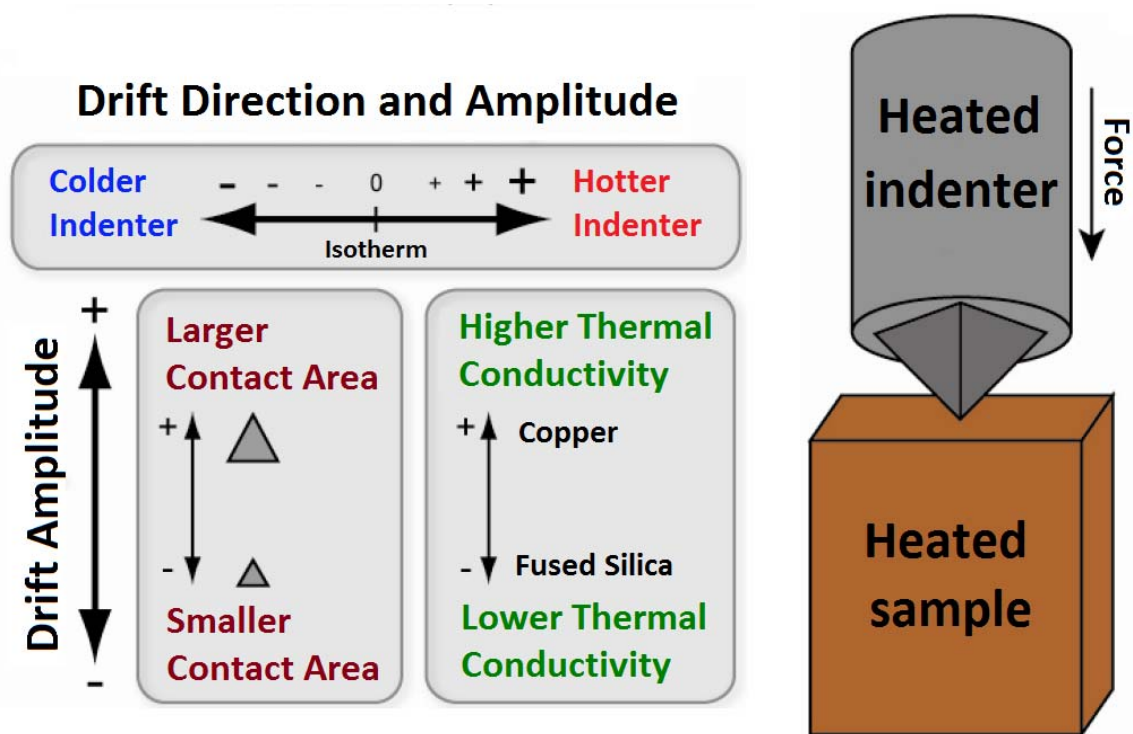 Drift Direction and Amplitude
Colder
Indenter
- - - 0 + + +
Isotherm
Hotter
Indenter
Drift Amplitude
+
-
Larger
Contact Area
+
-
Smaller
Contact Area
Higher Thermal
Conductivity
+ Copper
- Fused Silica
Lower Thermal
Conductivity
Heated
indenter
Force
Heated
sample